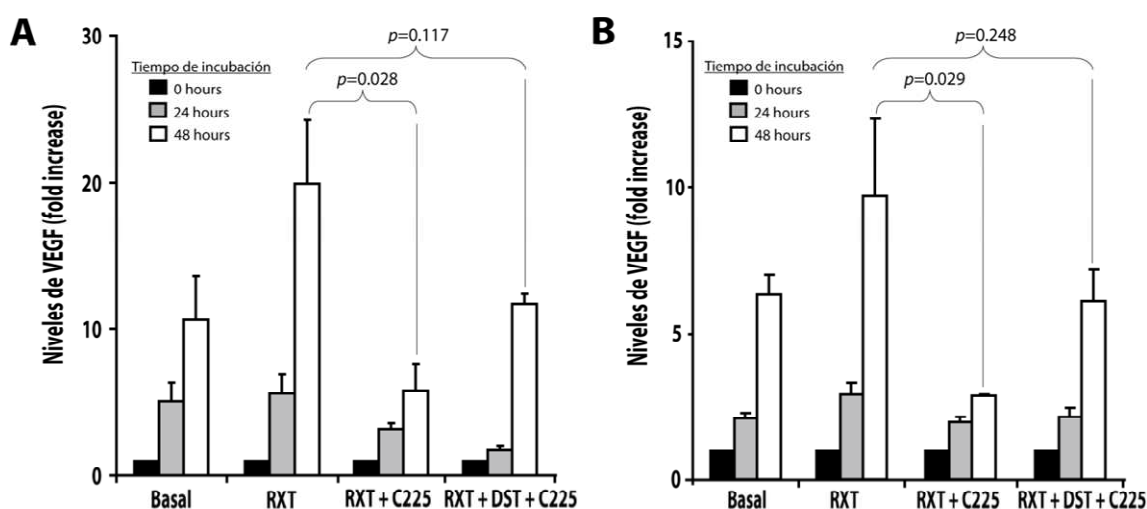 A
Niveles de VEGF (fold increase)
30
20
10
0
Tiempo de incubación
0 hours
24 hours
48 hours
p=0.117
p=0.028
Basal
RXT
RXT + C225
RXT + DST + C225
B
Niveles de VEGF (fold increase)
15
10
5
0
Tiempo de incubación
0 hours
24 hours
48 hours
p=0.248
p=0.029
Basal
RXT
RXT + C225
RXT + DST + C225